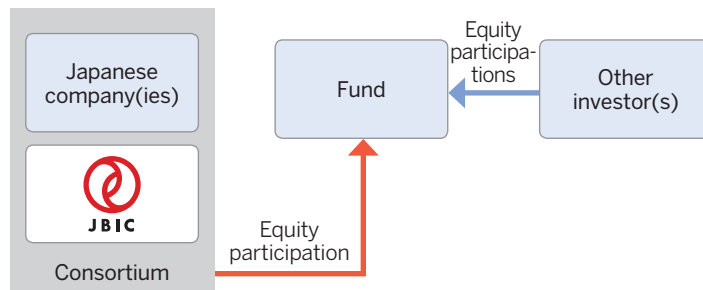 Japanese
company(ies)
JBIC
Consortium
Equity
participation
Fund
Equity
participa-
tions
Other
investor(s)